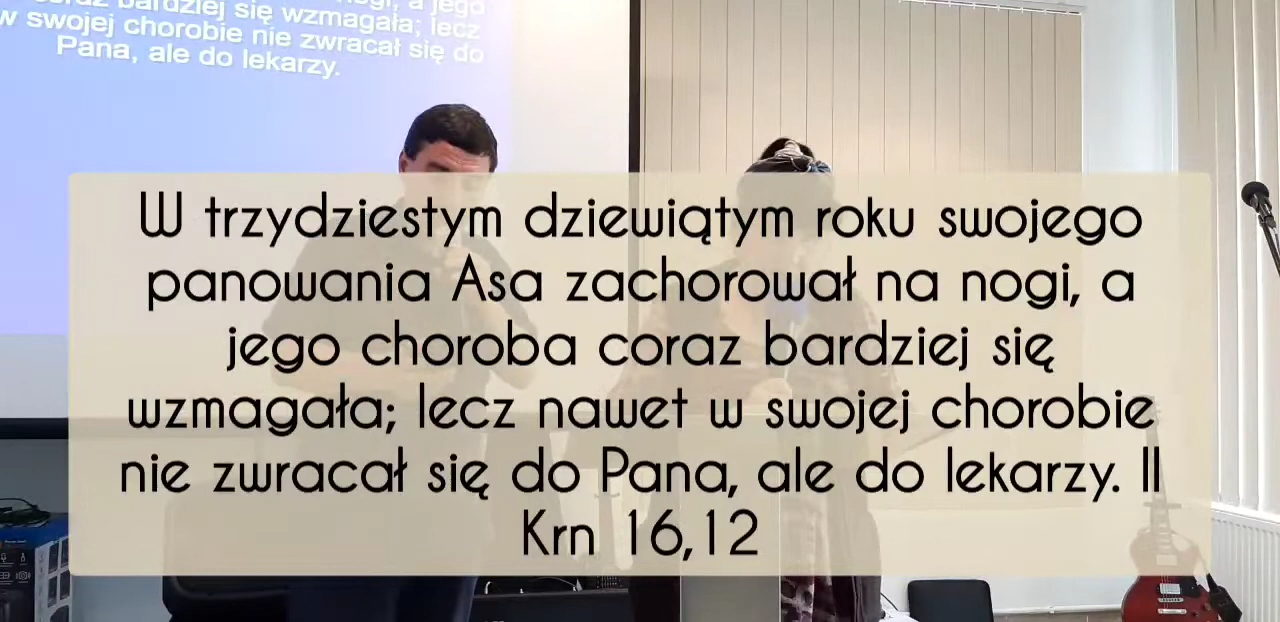 bardziej się wzmagała; lecz
w swojej chorobie nie zwracał się do
Pana, ale do lekarzy.
W trzydziestym dziewiątym roku swojego
panowania Asa zachorował na nogi, a
jego choroba coraz bardziej się
wzmagała; lecz nawet w swojej chorobie
nie zwracał się do Pana, ale do lekarzy. II
Krn 16,12